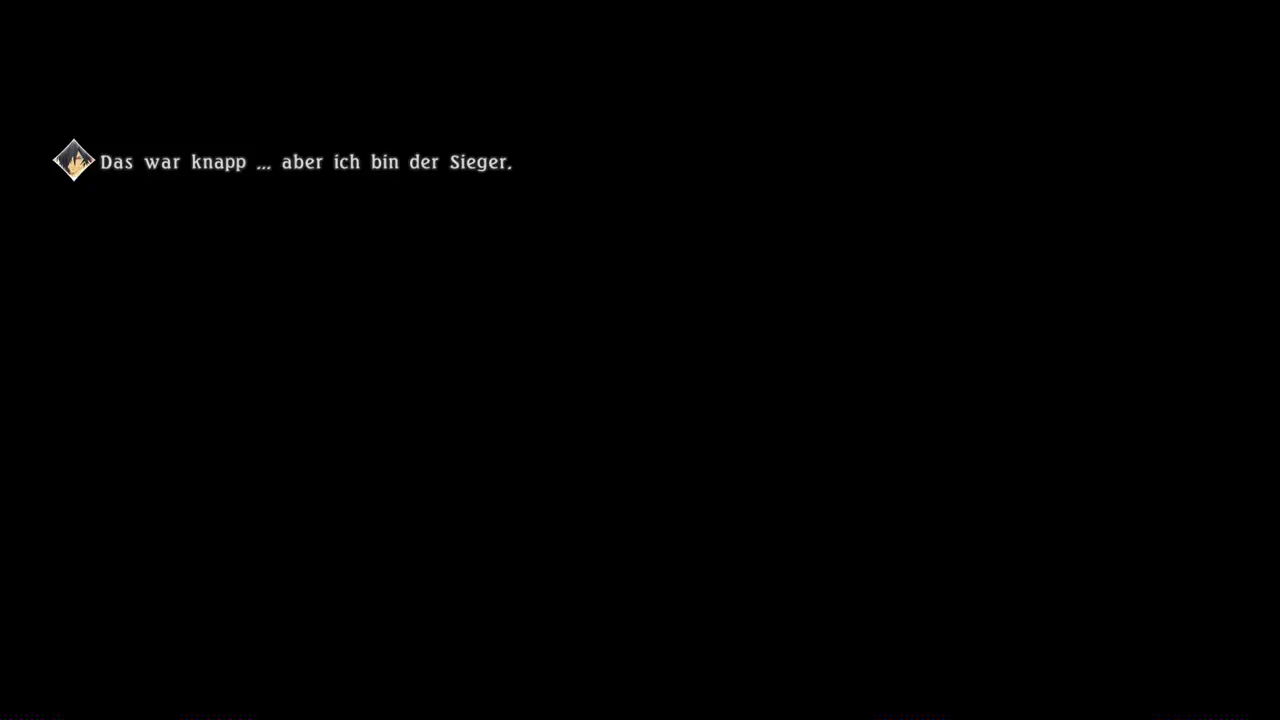 Das war knapp ... aber ich bin der Sieger.